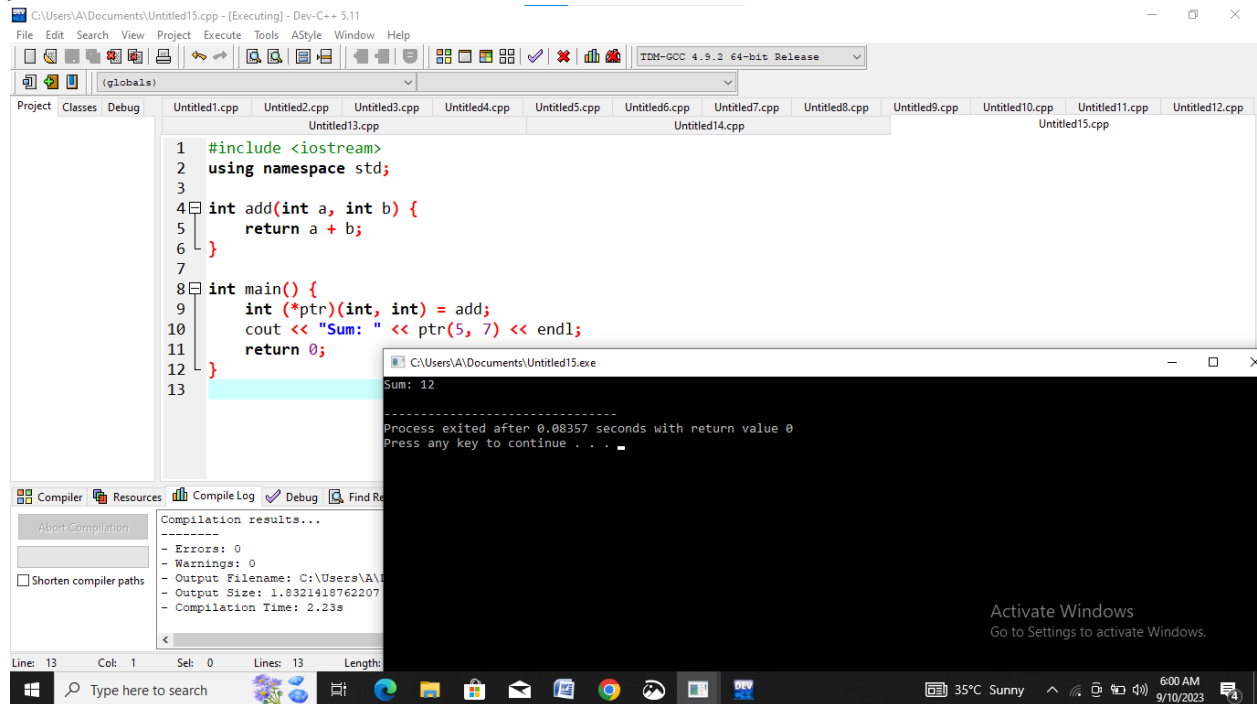 C:\Users\A\Documents\Untitled15.cpp - [Executing] - Dev-C++ 5.11
File Edit Search View Project Execute Tools AStyle Window Help
TDM-GCC 4.9.2 64-bit Release
(globals)
Project Classes Debug
Untitled1.cpp Untitled2.cpp Untitled3.cpp Untitled4.cpp Untitled5.cpp Untitled6.cpp Untitled7.cpp Untitled8.cpp Untitled9.cpp Untitled10.cpp Untitled11.cpp Untitled12.cpp
Untitled13.cpp Untitled14.cpp Untitled15.cpp
1 #include <iostream>
2 using namespace std;
3
4 int add(int a, int b) {
5 return a + b;
6 }
7
8 int main() {
9 int (*ptr)(int, int) = add;
10 cout << "Sum: " << ptr(5, 7) << endl;
11 return 0;
12 }
13
C:\Users\A\Documents\Untitled15.exe
Sum: 12
--------------------------------
Process exited after 0.08357 seconds with return value 0
Press any key to continue . . .
Compiler Resources Compile Log Debug Find Re
Abort Compilation
Shorten compiler paths
Compilation results...
--------
- Errors: 0
- Warnings: 0
- Output Filename: C:\Users\A\
- Output Size: 1.8321418762207
- Compilation Time: 2.23s
Activate Windows
Go to Settings to activate Windows.
Line: 13 Col: 1 Sel: 0 Lines: 13 Length:
Type here to search
DEV
35°C Sunny
6:00 AM
9/10/2023
4